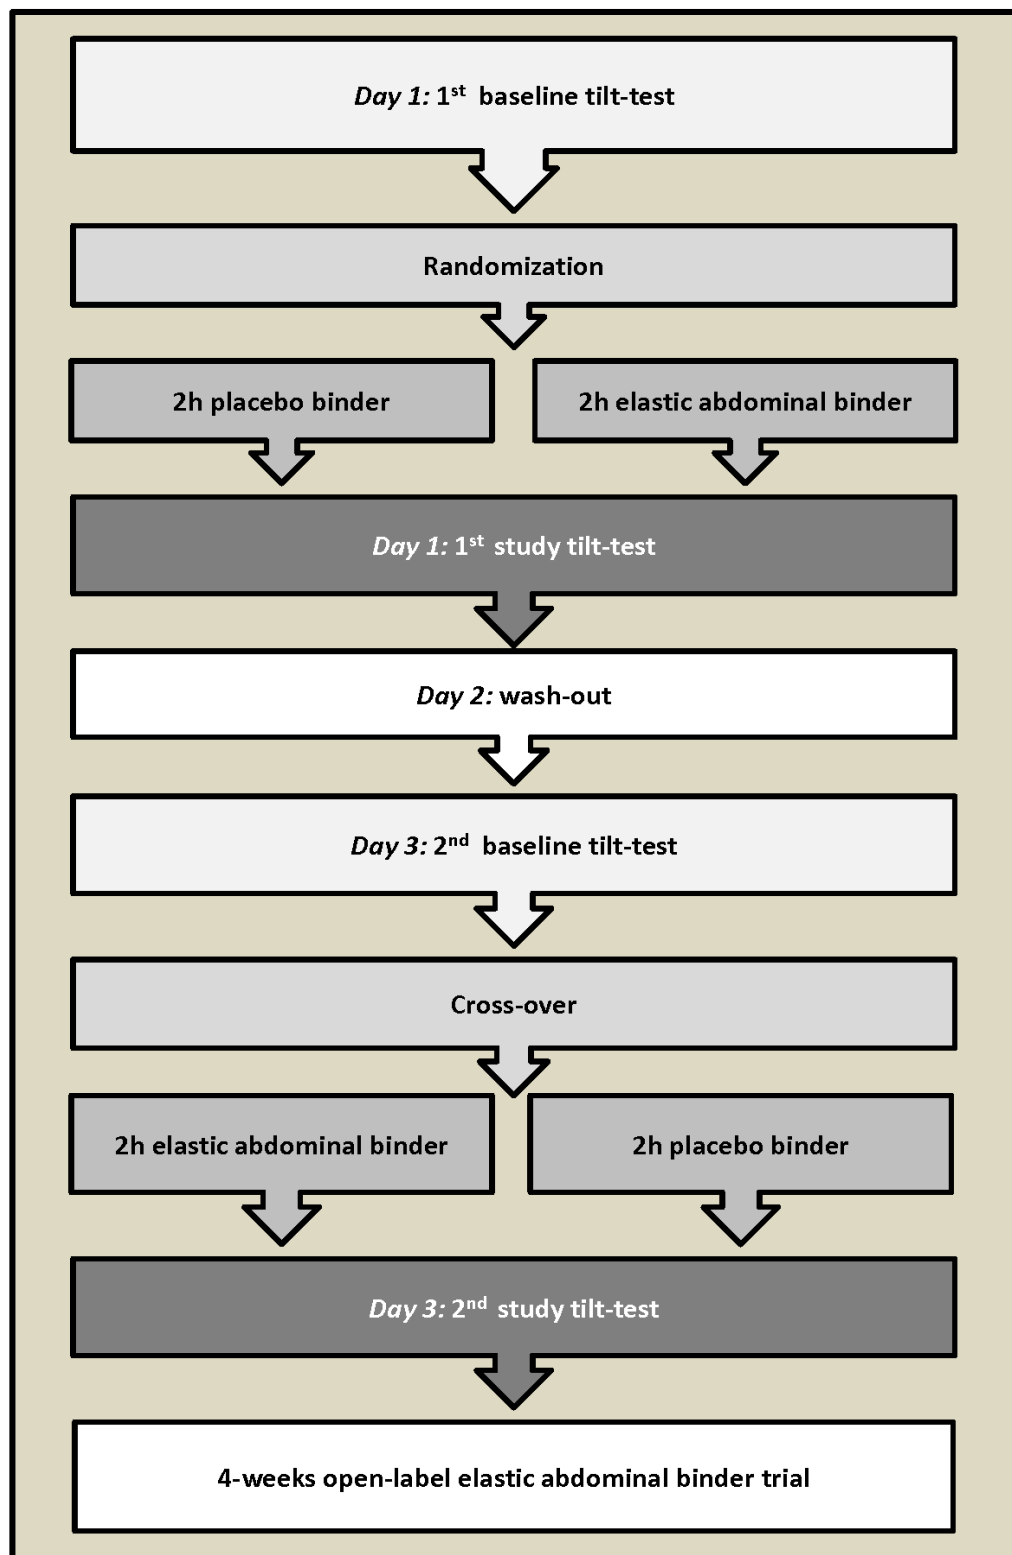 Day 1: 1st baseline tilt-test
Randomization
2h placebo binder
2h elastic abdominal binder
Day 1: 1st study tilt-test
Day 2: wash-out
Day 3: 2nd baseline tilt-test
Cross-over
2h elastic abdominal binder
2h placebo binder
Day 3: 2nd study tilt-test
4-weeks open-label elastic abdominal binder trial